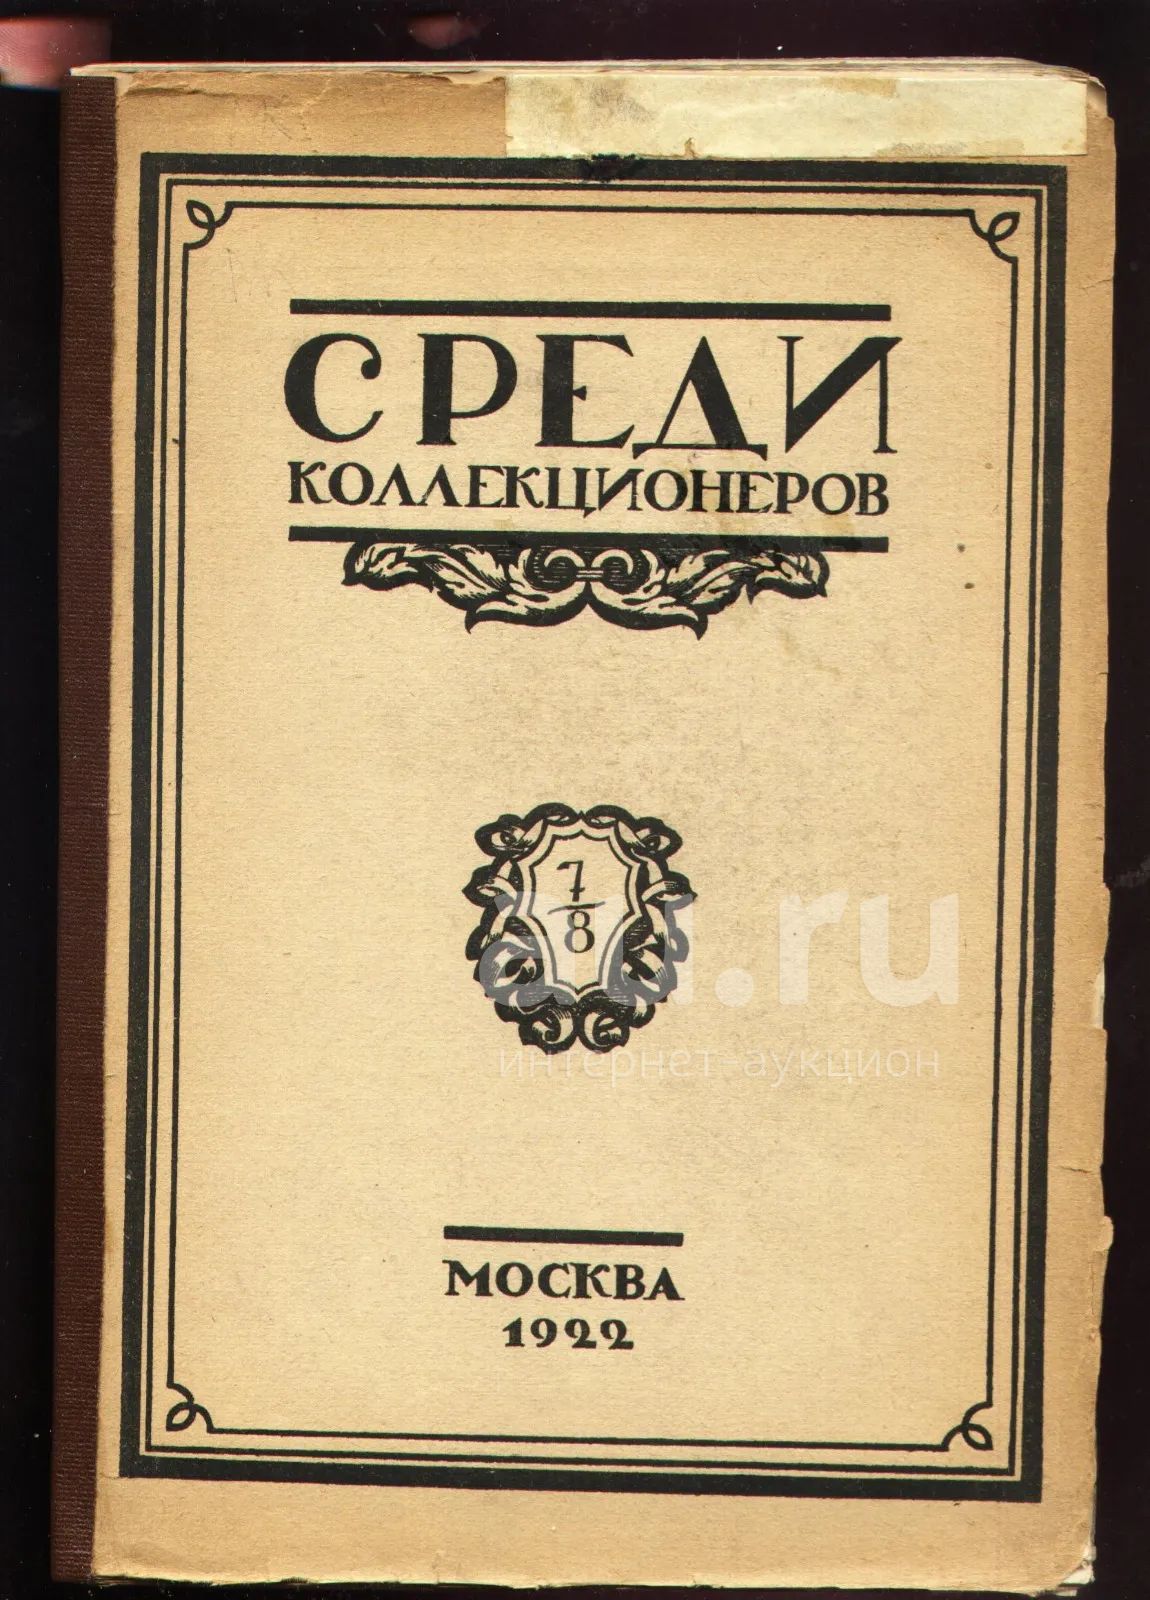 СРЕДИ
КОЛЛЕКЦИОНЕРОВ
7
8
au.ru
интернет-аукцион
МОСКВА
1922